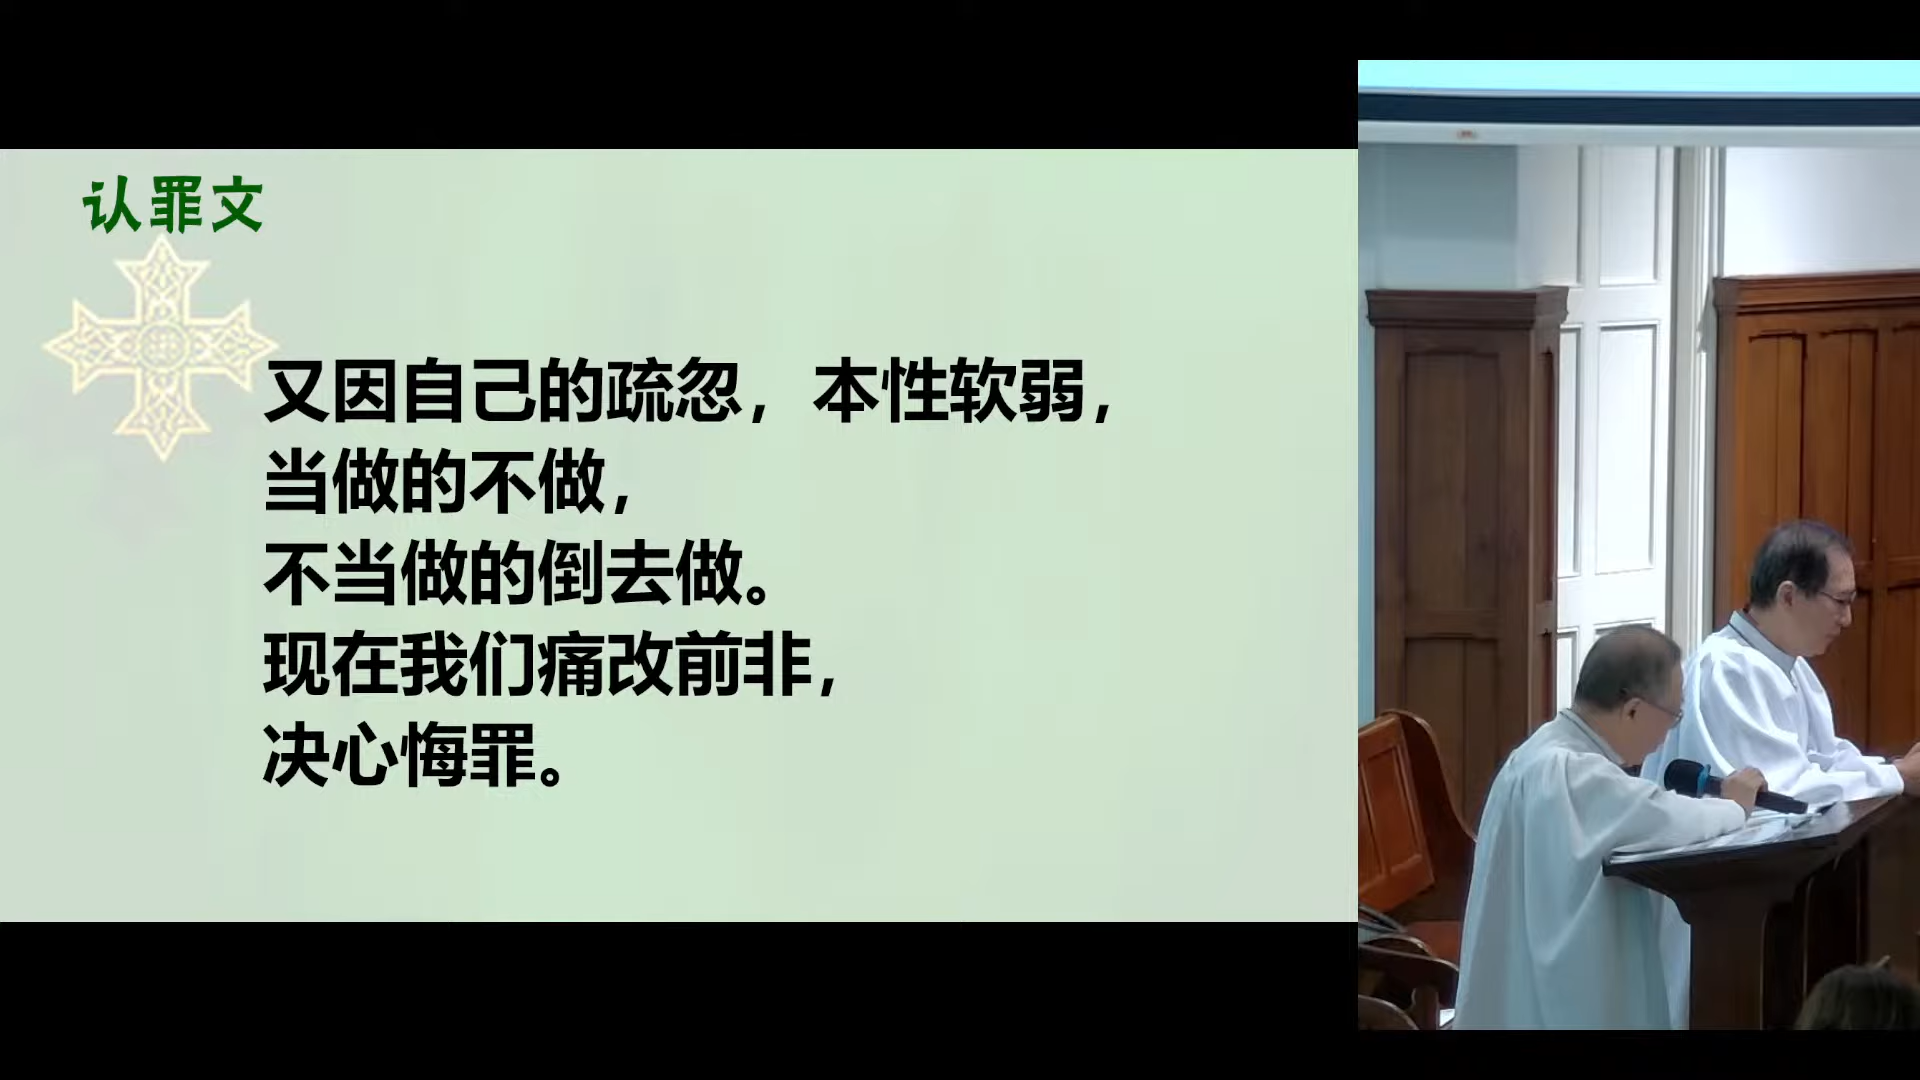 认罪文
又因自己的疏忽，本性软弱，
当做的不做，
不当做的倒去做。
现在我们痛改前非，
决心悔罪。